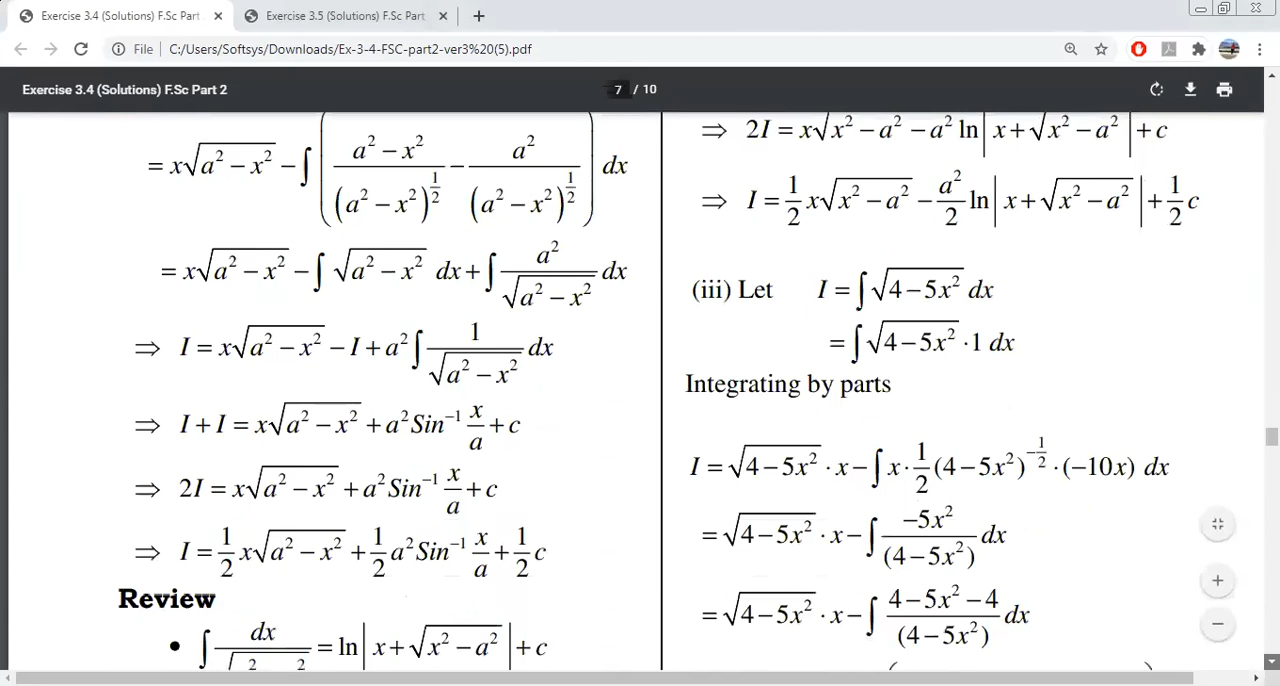 Exercise 3.4 (Solutions) F.Sc Part
Exercise 3.5 (Solutions) F.Sc Part
File | C:/Users/Softsys/Downloads/Ex-3-4-FSC-part2-ver3%20(5).pdf
Exercise 3.4 (Solutions) F.Sc Part 2
7 / 10
= x√(a² − x²) − ∫ ( (a² − x²)/(a² − x²)^(1/2) − a²/(a² − x²)^(1/2) ) dx
= x√(a² − x²) − ∫ √(a² − x²) dx + ∫ a²/√(a² − x²) dx
⇒ I = x√(a² − x²) − I + a² ∫ 1/√(a² − x²) dx
⇒ I + I = x√(a² − x²) + a² Sin⁻¹ x/a + c
⇒ 2I = x√(a² − x²) + a² Sin⁻¹ x/a + c
⇒ I = 1/2 x√(a² − x²) + 1/2 a² Sin⁻¹ x/a + 1/2 c
Review
• ∫ dx/√(² ²) = ln| x + √(x² − a²) | + c
⇒ 2I = x√(x² − a²) − a² ln| x + √(x² − a²) | + c
⇒ I = 1/2 x√(x² − a²) − a²/2 ln| x + √(x² − a²) | + 1/2 c
(iii) Let I = ∫ √(4 − 5x²) dx
= ∫ √(4 − 5x²) · 1 dx
Integrating by parts
I = √(4 − 5x²) · x − ∫ x · 1/2 (4 − 5x²)^(−1/2) · (−10x) dx
= √(4 − 5x²) · x − ∫ −5x²/(4 − 5x²) dx
= √(4 − 5x²) · x − ∫ (4 − 5x² − 4)/(4 − 5x²) dx